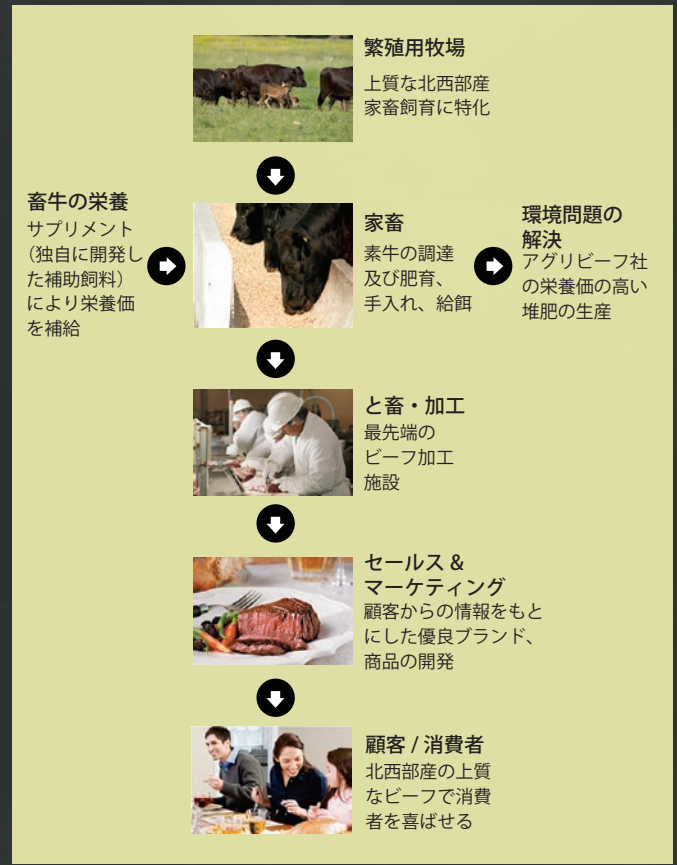 繁殖用牧場
上質な北西部産
家畜飼育に特化
畜牛の栄養
サプリメント
（独自に開発し
た補助飼料）
により栄養価
を補給
家畜
素牛の調達
及び肥育、
手入れ、給餌
環境問題の
解決
アグリビーフ社
の栄養価の高い
堆肥の生産
と畜・加工
最先端の
ビーフ加工
施設
セールス &
マーケティング
顧客からの情報をもと
にした優良ブランド、
商品の開発
顧客 / 消費者
北西部産の上質
なビーフで消費
者を喜ばせる